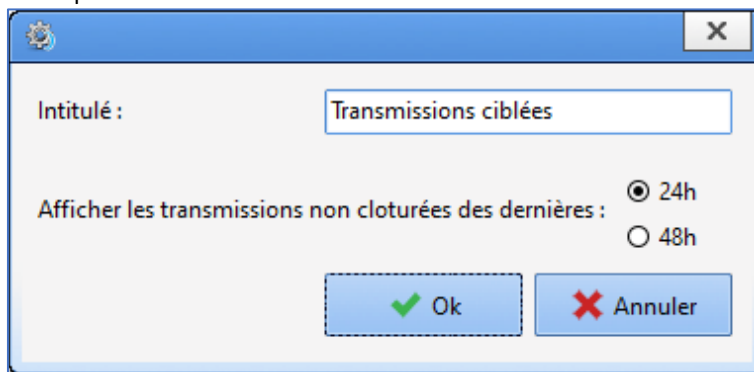 Intitulé :
Transmissions ciblées
Afficher les transmissions non cloturées des dernières :
24h
48h
Ok
Annuler